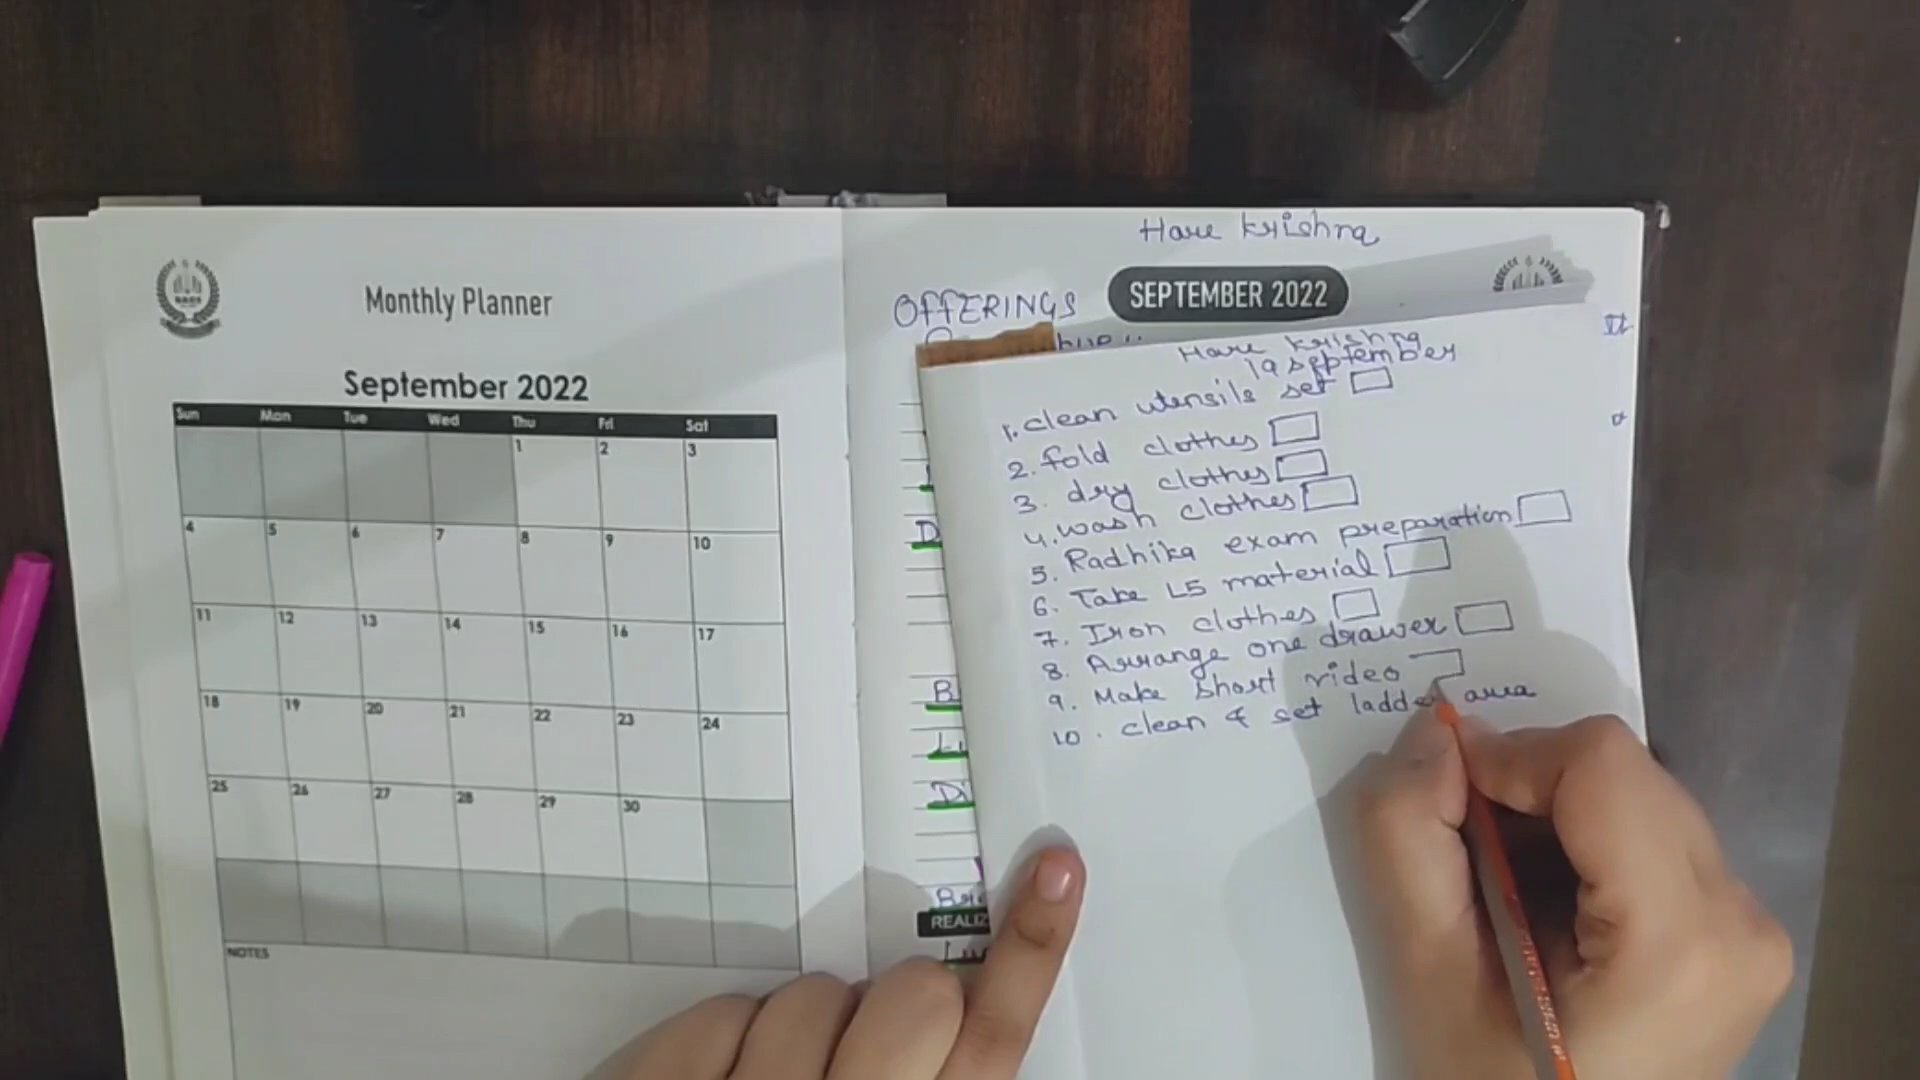 Monthly Planner
September 2022
Sun Mon Tue Wed Thu Fri Sat
1 2 3
4 5 6 7 8 9 10
11 12 13 14 15 16 17
18 19 20 21 22 23 24
25 26 27 28 29 30
NOTES
Hare Krishna
SEPTEMBER 2022
OFFERINGS
D
B
Di
REALIZ
Hare Krishna
19 september
1. clean utensils set
2. fold clothes
3. dry clothes
4. wash clothes
5. Radhika exam preparation
6. Take L5 material
7. Iron clothes
8. Arrange one drawer
9. Make short video
10. clean & set ladder area